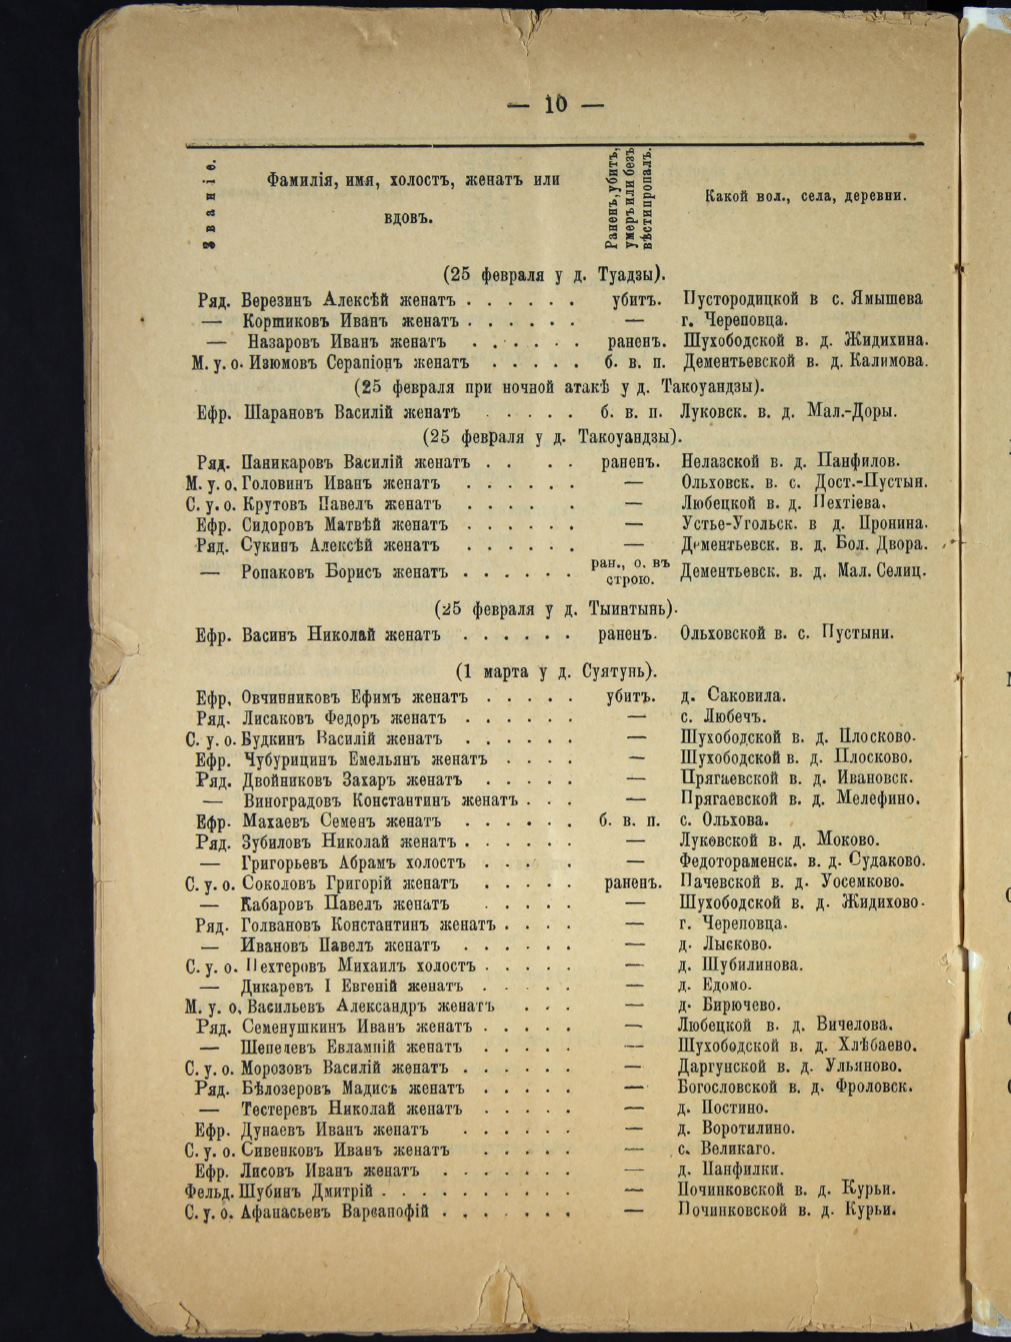 — 10 —
Званіе.
Фамилія, имя, холостъ, женатъ или
вдовъ.
Раненъ, убитъ,
умеръ или безъ
вѣсти пропалъ.
Какой вол., села, деревни.
(25 февраля у д. Туадзы).
Ряд. Березинъ Алексѣй женатъ . . . . . . убитъ. Пустородицкой в с. Ямышева
— Коршиковъ Иванъ женатъ . . . . . . — г. Череповца.
— Назаровъ Иванъ женатъ . . . . . . раненъ. Шухободской в. д. Жидихина.
М. у. о. Изюмовъ Серапіонъ женатъ . . . . . б. в. п. Дементьевской в. д. Калимова.
(25 февраля при ночной атакѣ у д. Такоуандзы).
Ефр. Шарановъ Василій женатъ . . . . . б. в. п. Луковск. в. д. Мал.-Доры.
(25 февраля у д. Такоуандзы).
Ряд. Паникаровъ Василій женатъ . . . . раненъ. Нелазской в. д. Панфилов.
М. у. о. Головинъ Иванъ женатъ . . . . . . — Ольховск. в. с. Дост.-Пустын.
С. у. о. Крутовъ Павелъ женатъ . . . . . — Любецкой в. д. Пехтіева.
Ефр. Сидоровъ Матвѣй женатъ . . . . . . — Устье-Угольск. в д. Пронина.
Ряд. Сукинъ Алексѣй женатъ . . . . . . — Дементьевск. в. д. Бол. Двора.
— Ропаковъ Борисъ женатъ . . . . . . ран., о. въ строю. Дементьевск. в. д. Мал. Селиц.
(25 февраля у д. Тыинтынь).
Ефр. Васинъ Николай женатъ . . . . . . раненъ. Ольховской в. с. Пустыни.
(1 марта у д. Суятунь).
Ефр. Овчинниковъ Ефимъ женатъ . . . . . убитъ. д. Саковила.
Ряд. Лисаковъ Федоръ женатъ . . . . . . — с. Любечъ.
С. у. о. Будкинъ Василій женатъ . . . . . . — Шухободской в. д. Плосково.
Ефр. Чубурицинъ Емельянъ женатъ . . . . — Шухободской в. д. Плосково.
Ряд. Двойниковъ Захаръ женатъ . . . . . — Прягаевской в. д. Ивановск.
— Виноградовъ Константинъ женатъ . . . — Прягаевской в. д. Мелефино.
Ефр. Махаевъ Семенъ женатъ . . . . . . б. в. п. с. Ольхова.
Ряд. Зубиловъ Николай женатъ . . . . . . — Луковской в. д. Моково.
— Григорьевъ Абрамъ холостъ . . . . . — Федотораменск. в. д. Судаково.
С. у. о. Соколовъ Григорій женатъ . . . . . раненъ. Пачевской в. д. Уосемково.
— Кабаровъ Павелъ женатъ . . . . . — Шухободской в. д. Жидихово.
Ряд. Голвановъ Константинъ женатъ . . . . — г. Череповца.
— Ивановъ Павелъ женатъ . . . . . . — д. Лысково.
С. у. о. Пехтеровъ Михаилъ холостъ . . . . . — д. Шубилинова.
— Дикаревъ I Евгеній женатъ . . . . . — д. Едомо.
М. у. о. Васильевъ Александръ женатъ . . . — д. Бирючево.
Ряд. Семенушкинъ Иванъ женатъ . . . . . — Любецкой в. д. Вичелова.
— Шепелевъ Евлампій женатъ . . . . . — Шухободской в. д. Хлѣбаево.
С. у. о. Морозовъ Василій женатъ . . . . . . — Даргунской в. д. Ульяново.
Ряд. Бѣлозеровъ Мадисъ женатъ . . . . . — Богословской в. д. Фроловск.
— Тестеревъ Николай женатъ . . . . . — д. Постино.
Ефр. Дунаевъ Иванъ женатъ . . . . . . — д. Воротилино.
С. у. о. Сивенковъ Иванъ женатъ . . . . . — с. Великаго.
Ефр. Лисовъ Иванъ женатъ . . . . . . . — д. Панфилки.
Фельд. Шубинъ Дмитрій . . . . . . . . . . — Починковской в. д. Курьи.
С. у. о. Афанасьевъ Варсанофій . . . . . . . — Починковской в. д. Курьи.